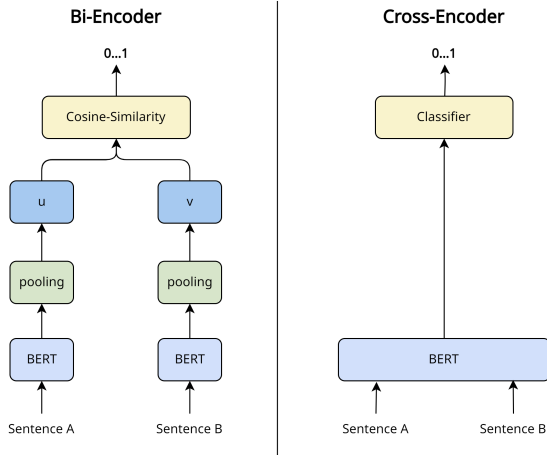 Bi-Encoder
0...1
Cosine-Similarity
u
v
pooling
pooling
BERT
BERT
Sentence A
Sentence B
Cross-Encoder
0...1
Classifier
BERT
Sentence A
Sentence B